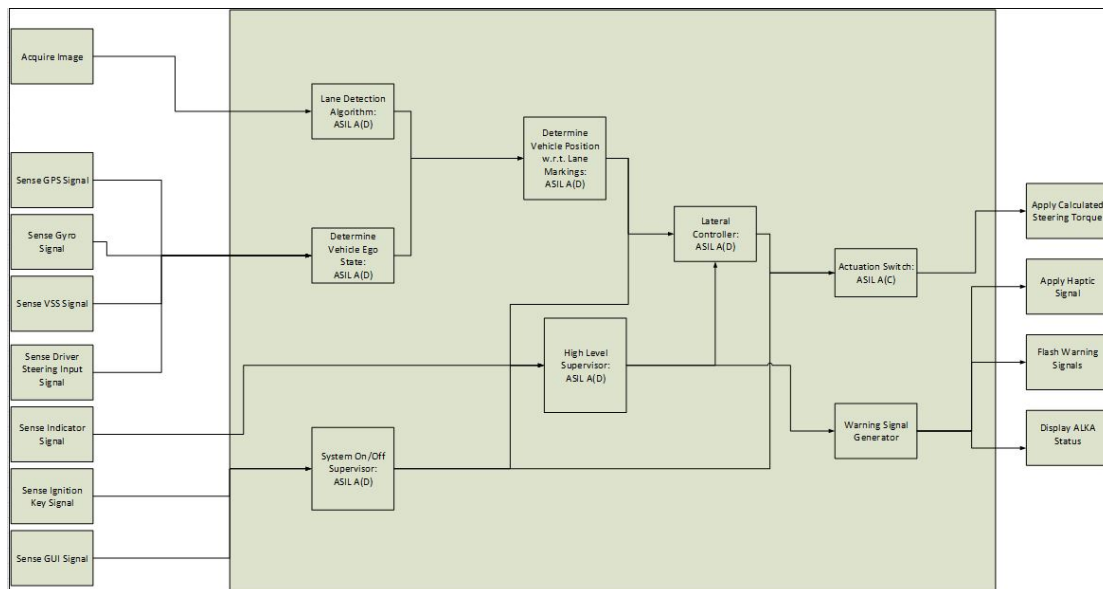 Acquire Image
Sense GPS Signal
Sense Gyro
Signal
Sense VSS Signal
Sense Driver
Steering Input
Signal
Sense Indicator
Signal
Sense Ignition
Key Signal
Sense GUI Signal
Lane Detection
Algorithm:
ASIL A(D)
Determine
Vehicle Ego
State:
ASIL A(D)
System On/Off
Supervisor:
ASIL A(D)
Determine
Vehicle Position
w.r.t. Lane
Markings:
ASIL A(D)
High Level
Supervisor:
ASIL A(D)
Lateral
Controller:
ASIL A(D)
Actuation Switch:
ASIL A(C)
Warning Signal
Generator
Apply Calculated
Steering Torque
Apply Haptic
Signal
Flash Warning
Signals
Display ALKA
Status